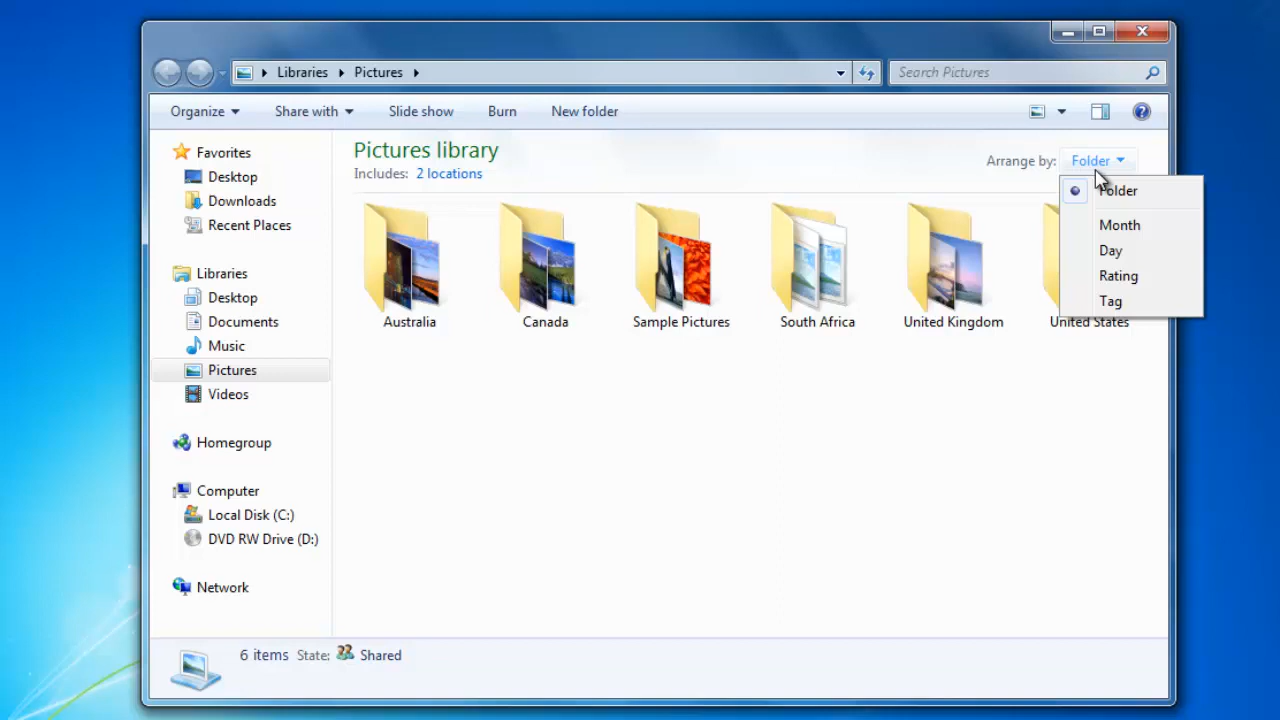 Libraries Pictures
Search Pictures
Organize Share with Slide show Burn New folder
Favorites
Desktop
Downloads
Recent Places
Libraries
Desktop
Documents
Music
Pictures
Videos
Homegroup
Computer
Local Disk (C:)
DVD RW Drive (D:)
Network
Pictures library
Includes: 2 locations
Arrange by: Folder
Folder
Month
Day
Rating
Tag
Australia
Canada
Sample Pictures
South Africa
United Kingdom
United States
6 items State: Shared